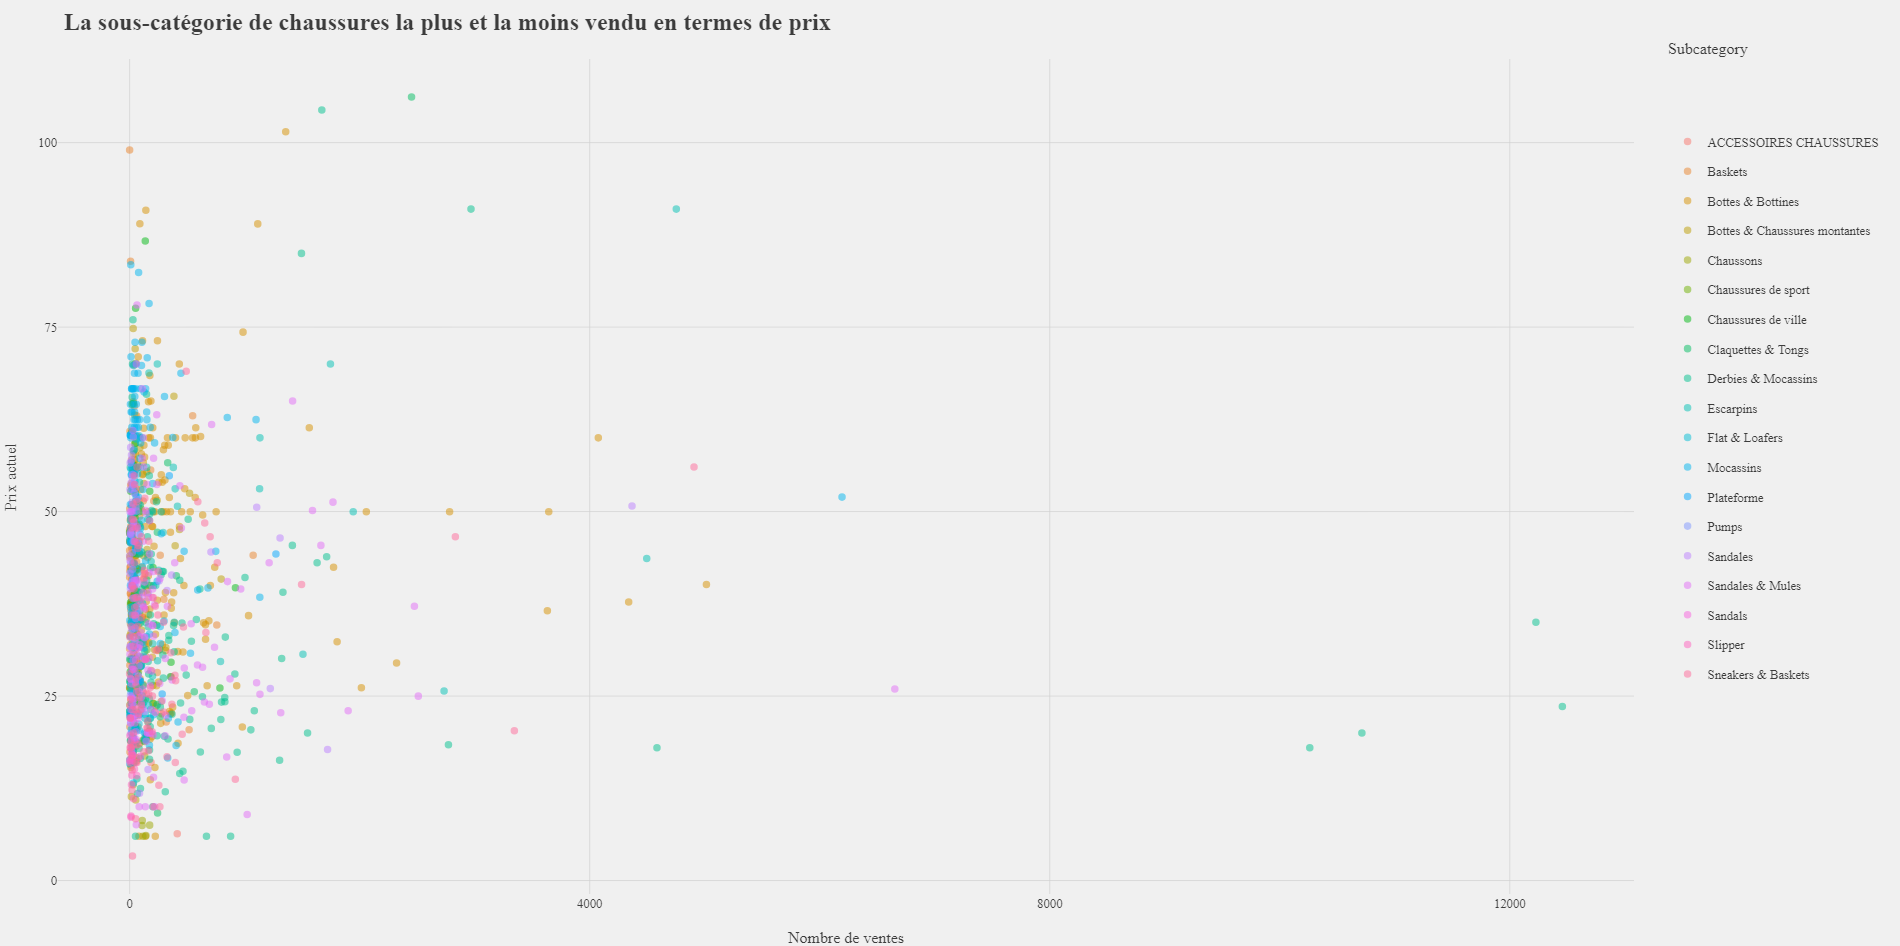 La sous-catégorie de chaussures la plus et la moins vendu en termes de prix
Subcategory
ACCESSOIRES CHAUSSURES
Baskets
Bottes & Bottines
Bottes & Chaussures montantes
Chaussons
Chaussures de sport
Chaussures de ville
Claquettes & Tongs
Derbies & Mocassins
Escarpins
Flat & Loafers
Mocassins
Plateforme
Pumps
Sandales
Sandales & Mules
Sandals
Slipper
Sneakers & Baskets
Prix actuel
100
75
50
25
0
0
4000
8000
12000
Nombre de ventes